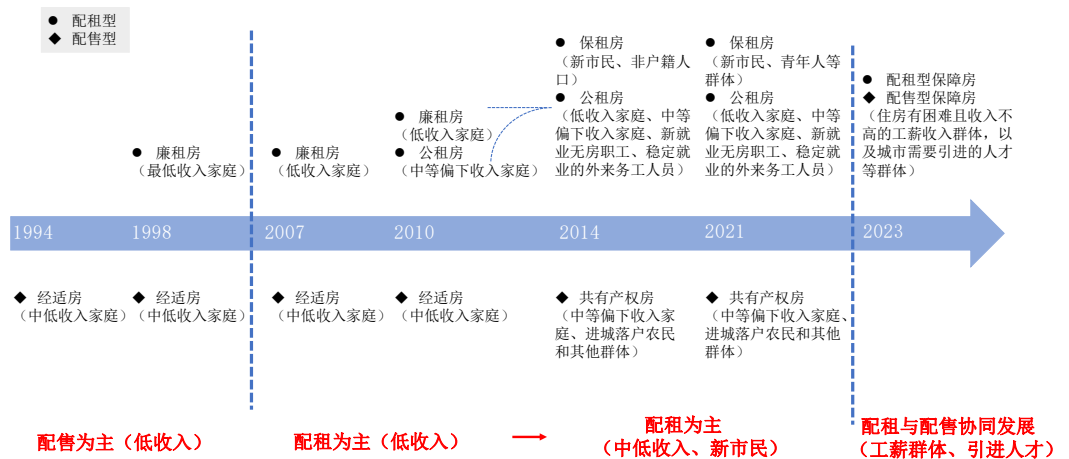 ● 配租型
◆ 配售型
● 廉租房
（最低收入家庭）
● 廉租房
（低收入家庭）
● 廉租房
（低收入家庭）
● 公租房
（中等偏下收入家庭）
● 保租房
（新市民、非户籍人
口）
● 公租房
（低收入家庭、中等
偏下收入家庭、新就
业无房职工、稳定就
业的外来务工人员）
● 保租房
（新市民、青年人等
群体）
● 公租房
（低收入家庭、中等
偏下收入家庭、新就
业无房职工、稳定就
业的外来务工人员）
● 配租型保障房
◆ 配售型保障房
（住房有困难且收入不
高的工薪收入群体，以
及城市需要引进的人才
等群体）
1994
1998
2007
2010
2014
2021
2023
◆ 经适房
（中低收入家庭）
◆ 经适房
（中低收入家庭）
◆ 经适房
（中低收入家庭）
◆ 经适房
（中低收入家庭）
◆ 共有产权房
（中等偏下收入家
庭、进城落户农民
和其他群体）
◆ 共有产权房
（中等偏下收入家庭、
进城落户农民和其他
群体）
配售为主（低收入）
配租为主（低收入）
配租为主
（中低收入、新市民）
配租与配售协同发展
（工薪群体、引进人才）